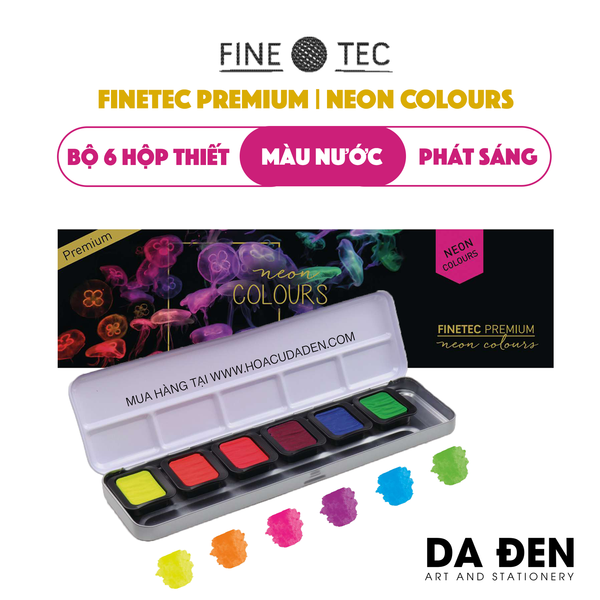 FINE TEC
FINETEC PREMIUM | NEON COLOURS
BỘ 6 HỘP THIẾT
MÀU NƯỚC
PHÁT SÁNG
Premium
neon
COLOURS
NEON
COLOURS
FINETEC PREMIUM
neon colours
MUA HÀNG TẠI WWW.HOACUDADEN.COM
DA ĐEN
ART AND STATIONERY